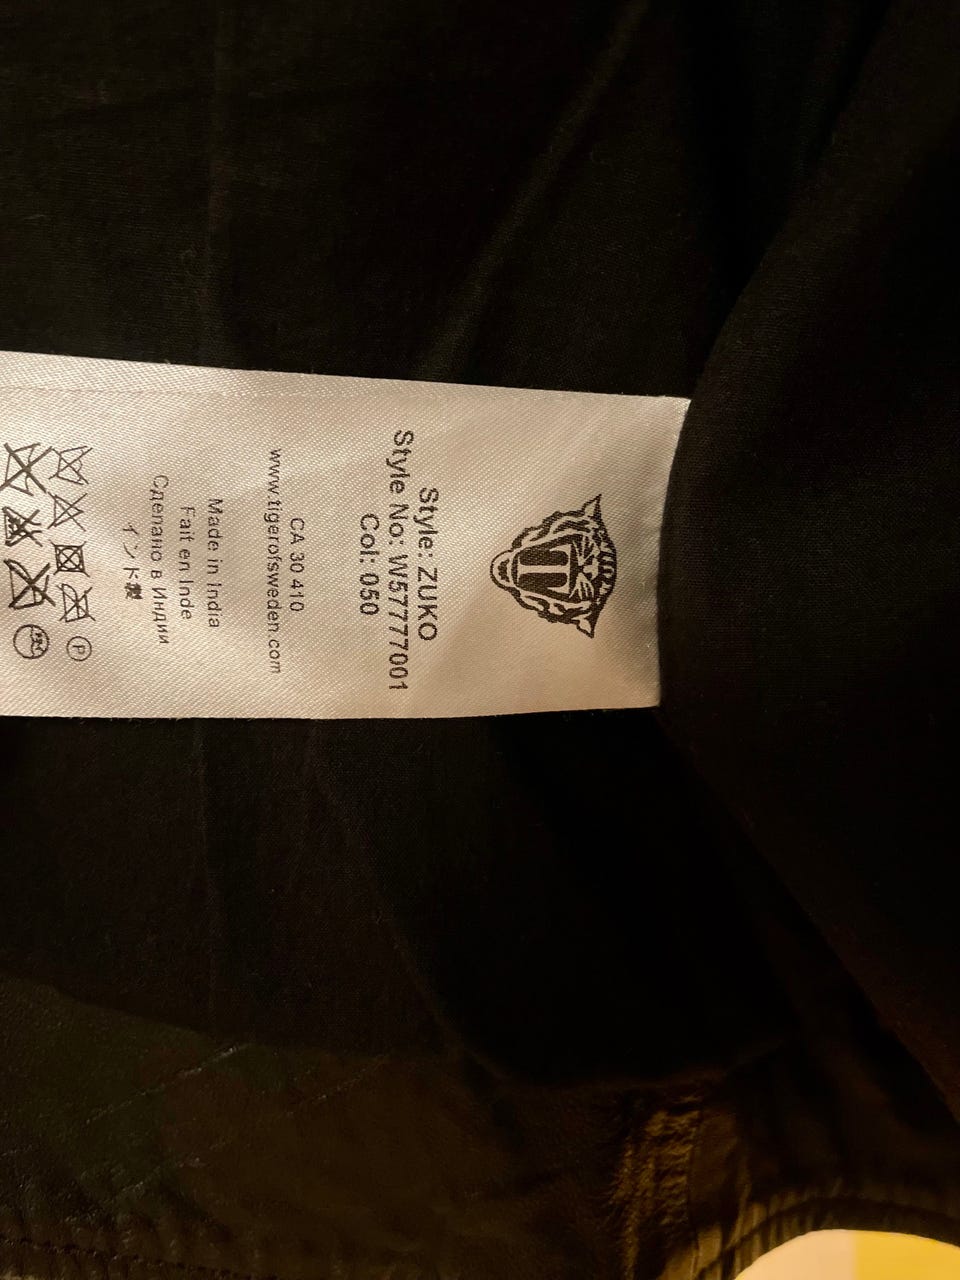 Style: ZUKO
Style No: W57777001
Col: 050
CA 30 410
www.tigerofsweden.com
Made in India
Fait en Inde
Сделано в Индии
インド製
P